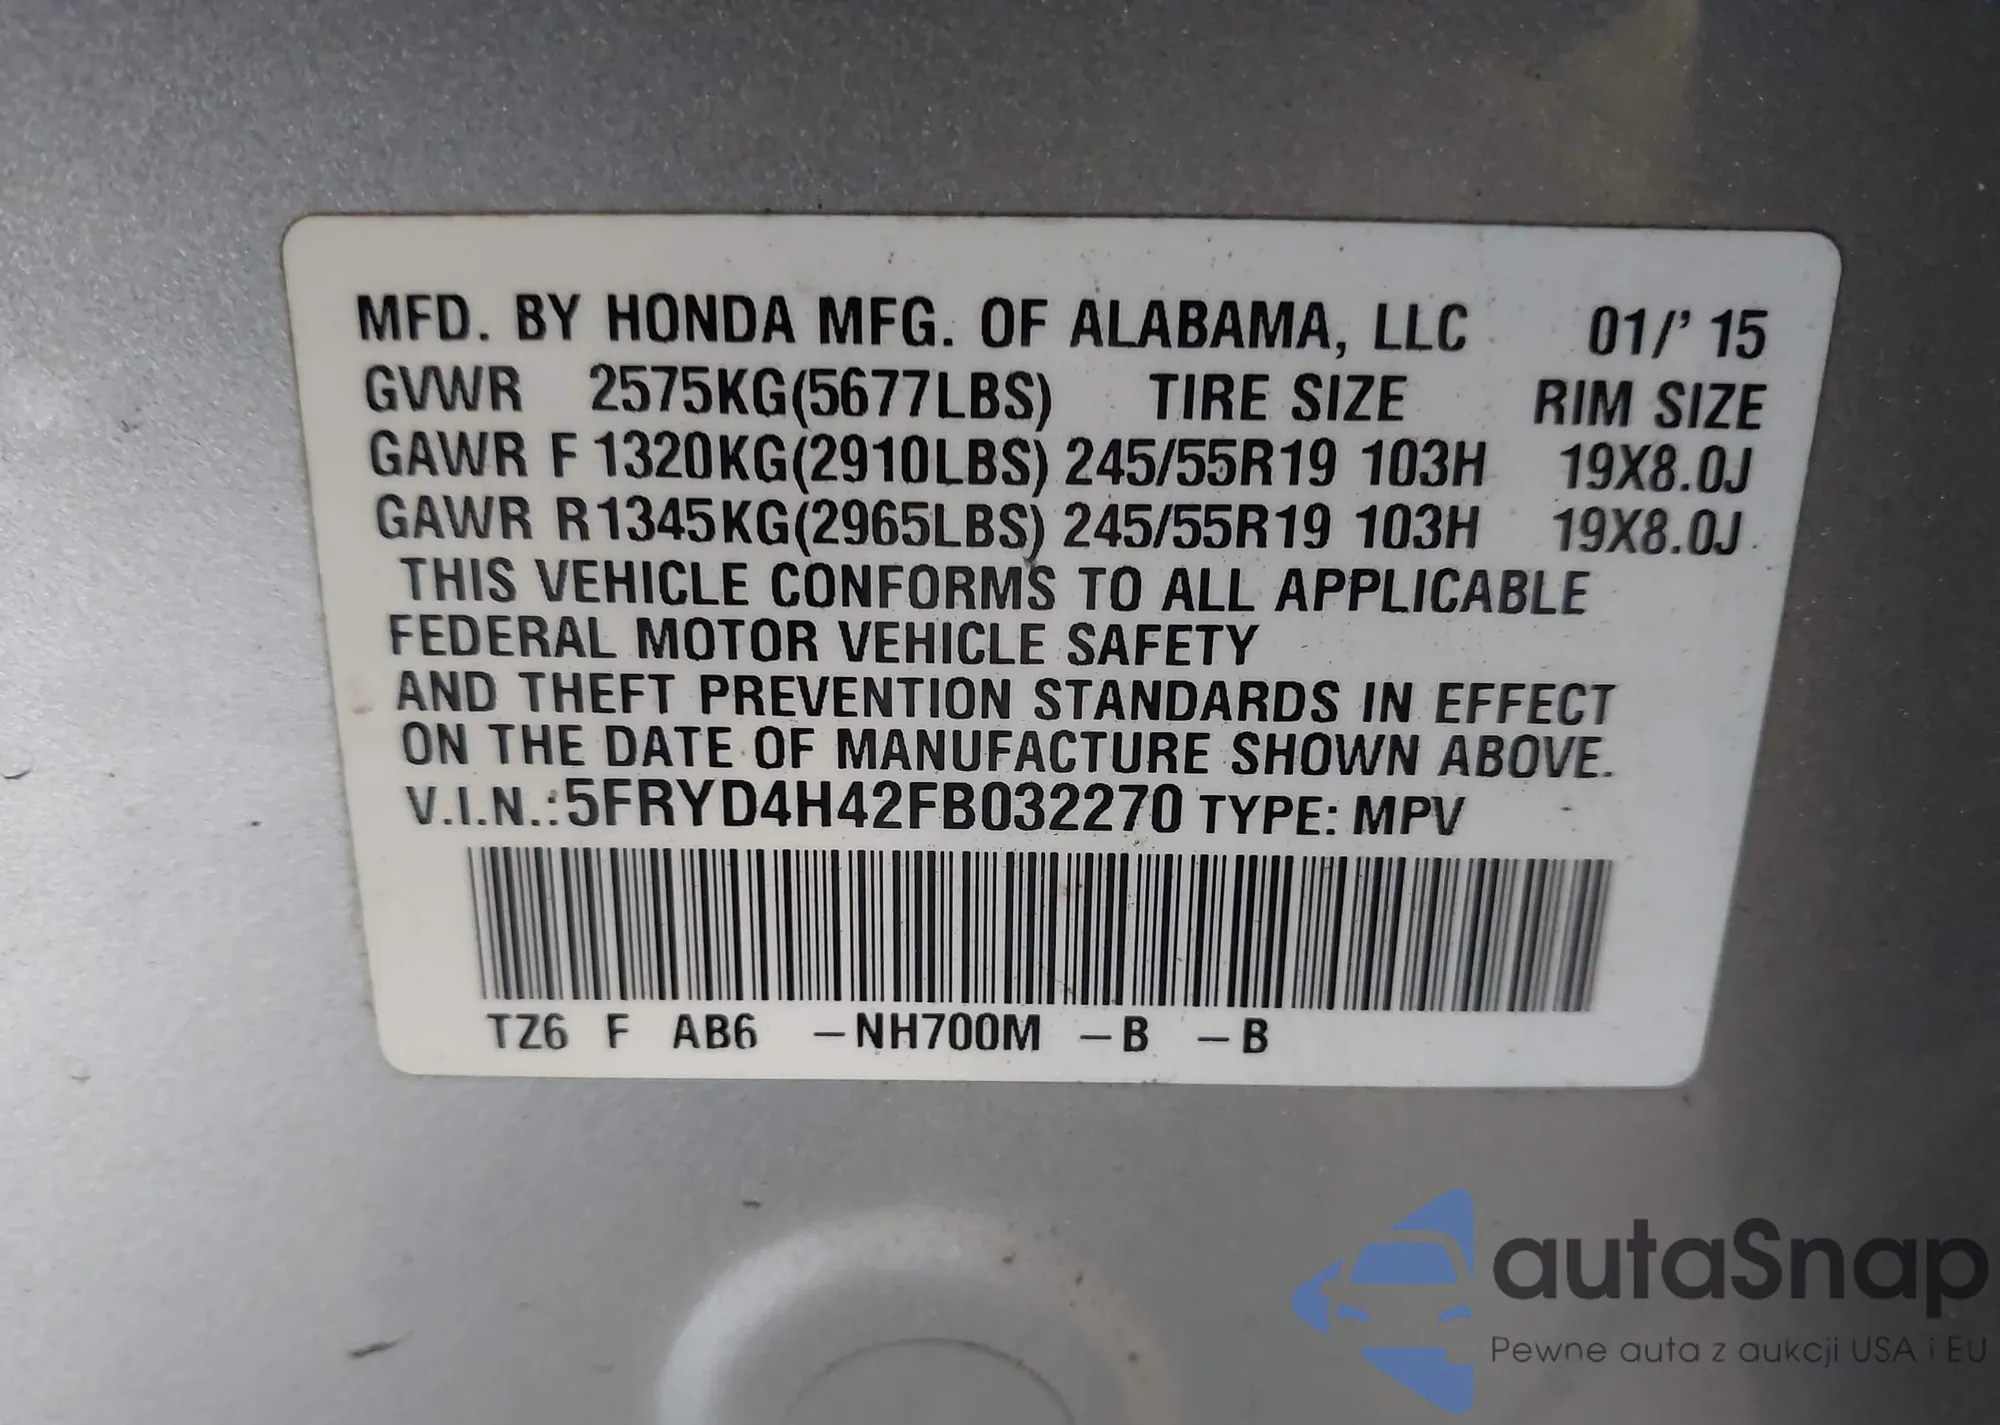 MFD. BY HONDA MFG. OF ALABAMA, LLC 01/' 15
GVWR 2575KG(5677LBS) TIRE SIZE RIM SIZE
GAWR F 1320KG(2910LBS) 245/55R19 103H 19X8.0J
GAWR R 1345KG(2965LBS) 245/55R19 103H 19X8.0J
THIS VEHICLE CONFORMS TO ALL APPLICABLE
FEDERAL MOTOR VEHICLE SAFETY
AND THEFT PREVENTION STANDARDS IN EFFECT
ON THE DATE OF MANUFACTURE SHOWN ABOVE.
V.I.N.:5FRYD4H42FB032270 TYPE: MPV
TZ6 F AB6 –NH700M –B –B
autaSnap
Pewne auta z aukcji USA i EU